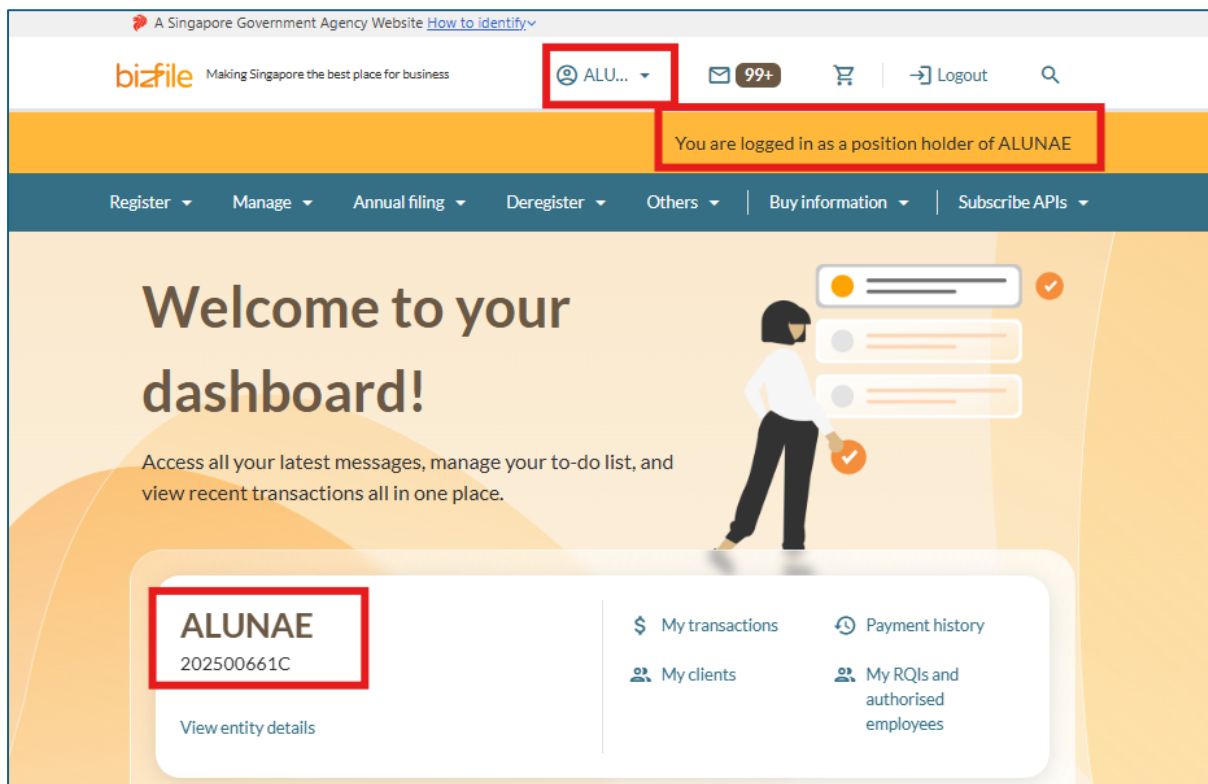 A Singapore Government Agency Website How to identify
bizfile Making Singapore the best place for business ALU... 99+ Logout
You are logged in as a position holder of ALUNAE
Register Manage Annual filing Deregister Others Buy information Subscribe APIs
Welcome to your
dashboard!
Access all your latest messages, manage your to-do list, and
view recent transactions all in one place.
ALUNAE
202500661C
View entity details
$ My transactions Payment history
My clients My RQIs and
authorised
employees